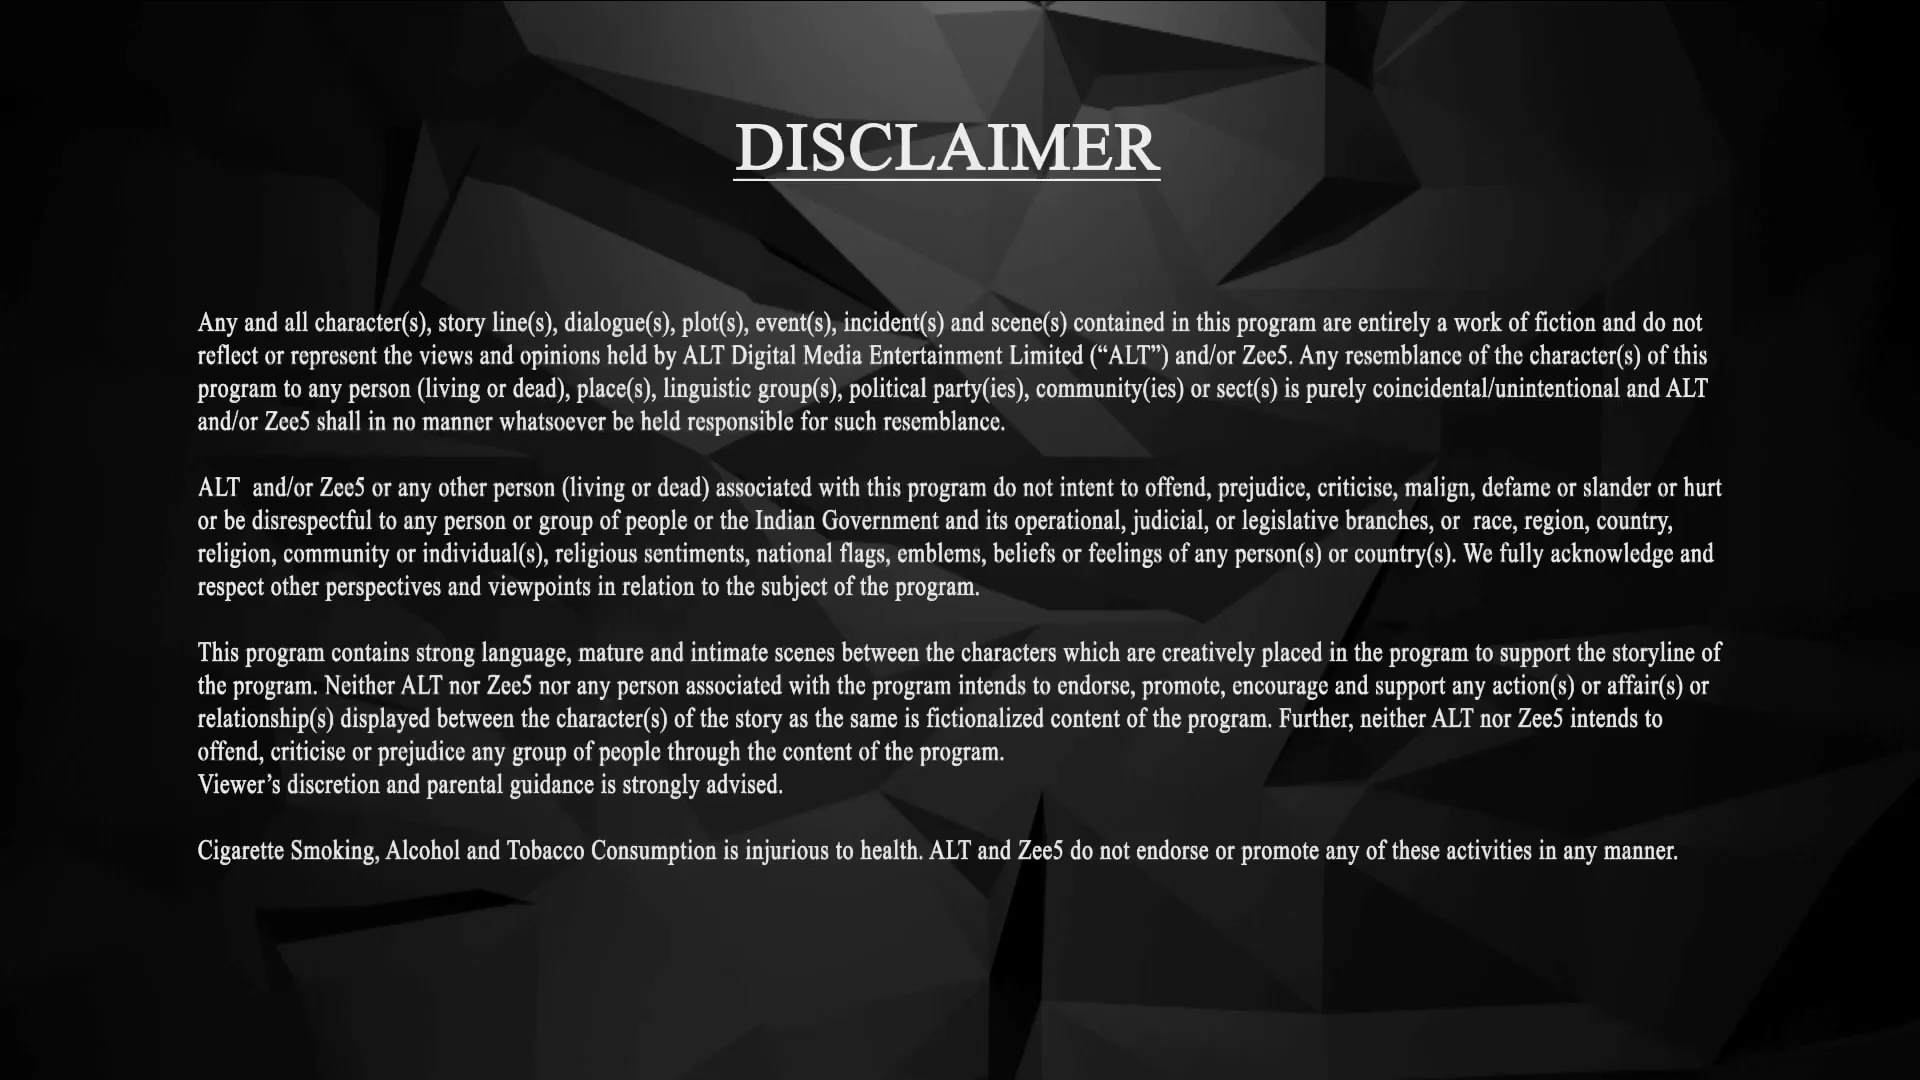 DISCLAIMER
Any and all character(s), story line(s), dialogue(s), plot(s), event(s), incident(s) and scene(s) contained in this program are entirely a work of fiction and do not
reflect or represent the views and opinions held by ALT Digital Media Entertainment Limited (“ALT”) and/or Zee5. Any resemblance of the character(s) of this
program to any person (living or dead), place(s), linguistic group(s), political party(ies), community(ies) or sect(s) is purely coincidental/unintentional and ALT
and/or Zee5 shall in no manner whatsoever be held responsible for such resemblance.
ALT and/or Zee5 or any other person (living or dead) associated with this program do not intent to offend, prejudice, criticise, malign, defame or slander or hurt
or be disrespectful to any person or group of people or the Indian Government and its operational, judicial, or legislative branches, or race, region, country,
religion, community or individual(s), religious sentiments, national flags, emblems, beliefs or feelings of any person(s) or country(s). We fully acknowledge and
respect other perspectives and viewpoints in relation to the subject of the program.
This program contains strong language, mature and intimate scenes between the characters which are creatively placed in the program to support the storyline of
the program. Neither ALT nor Zee5 nor any person associated with the program intends to endorse, promote, encourage and support any action(s) or affair(s) or
relationship(s) displayed between the character(s) of the story as the same is fictionalized content of the program. Further, neither ALT nor Zee5 intends to
offend, criticise or prejudice any group of people through the content of the program.
Viewer’s discretion and parental guidance is strongly advised.
Cigarette Smoking, Alcohol and Tobacco Consumption is injurious to health. ALT and Zee5 do not endorse or promote any of these activities in any manner.